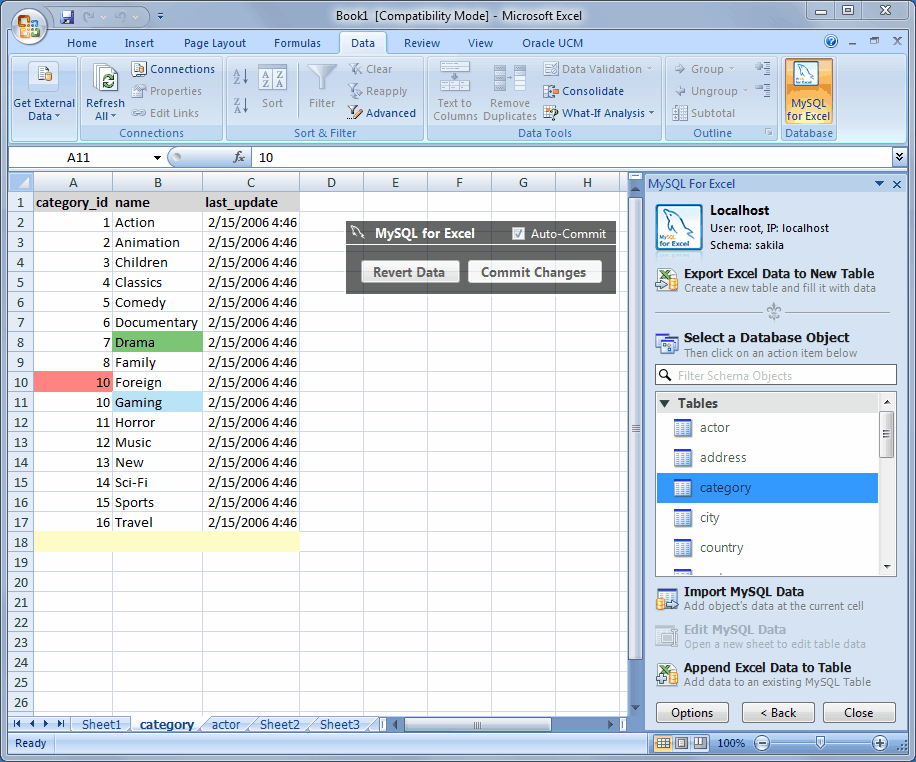 Book1 [Compatibility Mode] - Microsoft Excel
Home Insert Page Layout Formulas Data Review View Oracle UCM
Get External Data
Refresh All
Connections
Properties
Edit Links
Connections
Sort
Filter
Clear
Reapply
Advanced
Sort & Filter
Text to Columns
Remove Duplicates
Data Validation
Consolidate
What-If Analysis
Data Tools
Group
Ungroup
Subtotal
Outline
MySQL for Excel
Database
A11 fx 10
A B C D E F G H
1 category_id name last_update
2 1 Action 2/15/2006 4:46
3 2 Animation 2/15/2006 4:46
4 3 Children 2/15/2006 4:46
5 4 Classics 2/15/2006 4:46
6 5 Comedy 2/15/2006 4:46
7 6 Documentary 2/15/2006 4:46
8 7 Drama 2/15/2006 4:46
9 8 Family 2/15/2006 4:46
10 10 Foreign 2/15/2006 4:46
11 10 Gaming 2/15/2006 4:46
12 11 Horror 2/15/2006 4:46
13 12 Music 2/15/2006 4:46
14 13 New 2/15/2006 4:46
15 14 Sci-Fi 2/15/2006 4:46
16 15 Sports 2/15/2006 4:46
17 16 Travel 2/15/2006 4:46
18
19
20
21
22
23
24
25
26
MySQL for Excel Auto-Commit
Revert Data Commit Changes
MySQL For Excel
MySQL for Excel
Localhost
User: root, IP: localhost
Schema: sakila
Export Excel Data to New Table
Create a new table and fill it with data
Select a Database Object
Then click on an action item below
Filter Schema Objects
Tables
actor
address
category
city
country
Import MySQL Data
Add object's data at the current cell
Edit MySQL Data
Open a new sheet to edit table data
Append Excel Data to Table
Add data to an existing MySQL Table
Options < Back Close
Sheet1 category actor Sheet2 Sheet3
Ready 100%